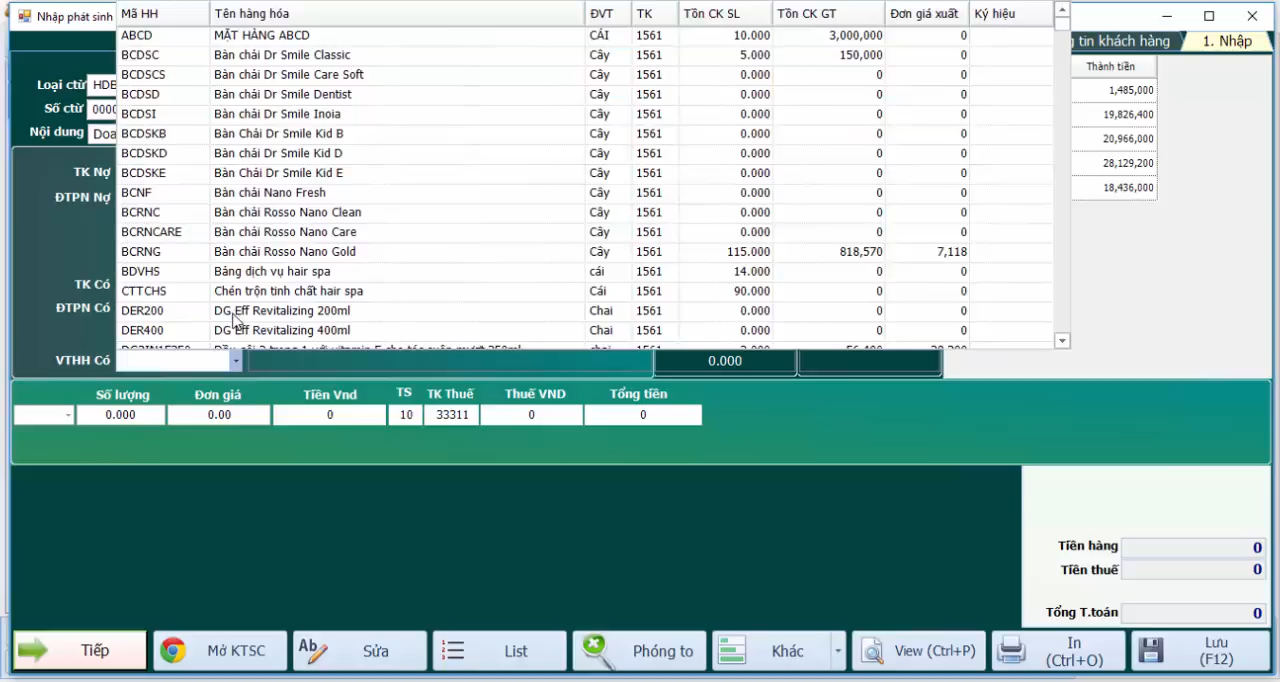 Nhập phát sinh
Mã HH Tên hàng hóa ĐVT TK Tồn CK SL Tồn CK GT Đơn giá xuất Ký hiệu
ABCD MẶT HÀNG ABCD CÁI 1561 10.000 3,000,000 0
BCDSC Bàn chải Dr Smile Classic Cây 1561 5.000 150,000 0
BCDSCS Bàn chải Dr Smile Care Soft Cây 1561 0.000 0 0
BCDSD Bàn chải Dr Smile Dentist Cây 1561 0.000 0 0
BCDSI Bàn chải Dr Smile Inoia Cây 1561 0.000 0 0
BCDSKB Bàn Chải Dr Smile Kid B Cây 1561 0.000 0 0
BCDSKD Bàn chải Dr Smile Kid D Cây 1561 0.000 0 0
BCDSKE Bàn Chải Dr Smile Kid E Cây 1561 0.000 0 0
BCNF Bàn chải Nano Fresh Cây 1561 0.000 0 0
BCRNC Bàn chải Rosso Nano Clean Cây 1561 0.000 0 0
BCRNCARE Bàn chải Rosso Nano Care Cây 1561 0.000 0 0
BCRNG Bàn chải Rosso Nano Gold Cây 1561 115.000 818,570 7,118
BDVHS Bảng dịch vụ hair spa cái 1561 14.000 0 0
CTTCHS Chén trộn tinh chất hair spa Cái 1561 90.000 0 0
DER200 DG Eff Revitalizing 200ml Chai 1561 0.000 0 0
DER400 DG Eff Revitalizing 400ml Chai 1561 0.000 0 0
tin khách hàng 1. Nhập
Thành tiền
1,485,000
19,826,400
20,966,000
28,129,200
18,436,000
Loại ctừ HDB
Số ctừ 0000
Nội dung Doa
TK Nợ
ĐTPN Nợ
TK Có
ĐTPN Có
VTHH Có 0.000
Số lượng Đơn giá Tiền Vnd TS TK Thuế Thuế VND Tổng tiền
0.000 0.00 0 10 33311 0 0
Tiền hàng 0
Tiền thuế 0
Tổng T.toán 0
Tiếp Mở KTSC Sửa List Phóng to Khác View (Ctrl+P) In (Ctrl+O) Lưu (F12)